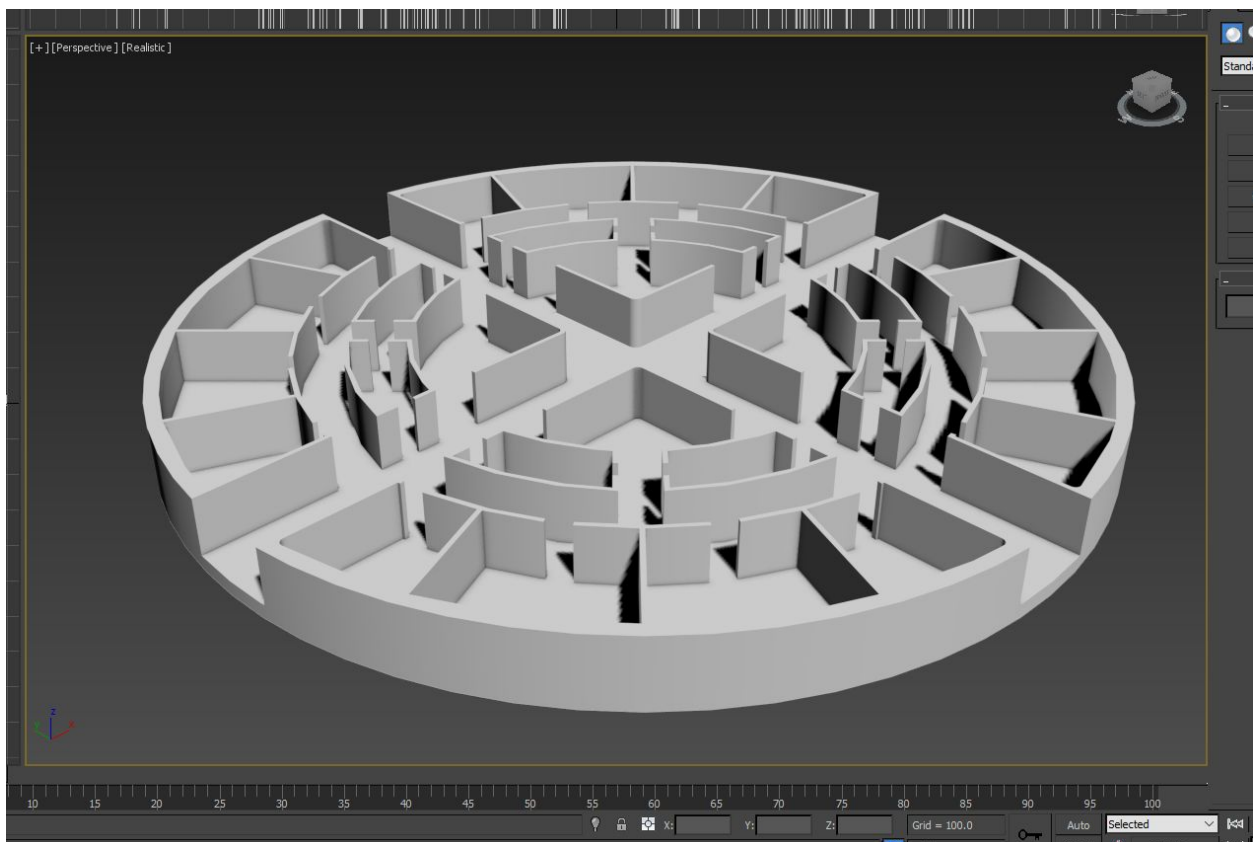 [+] [Perspective] [Realistic]
Standa
z
y
x
10 15 20 25 30 35 40 45 50 55 60 65 70 75 80 85 90 95 100
X: Y: Z: Grid = 100.0 Auto Selected